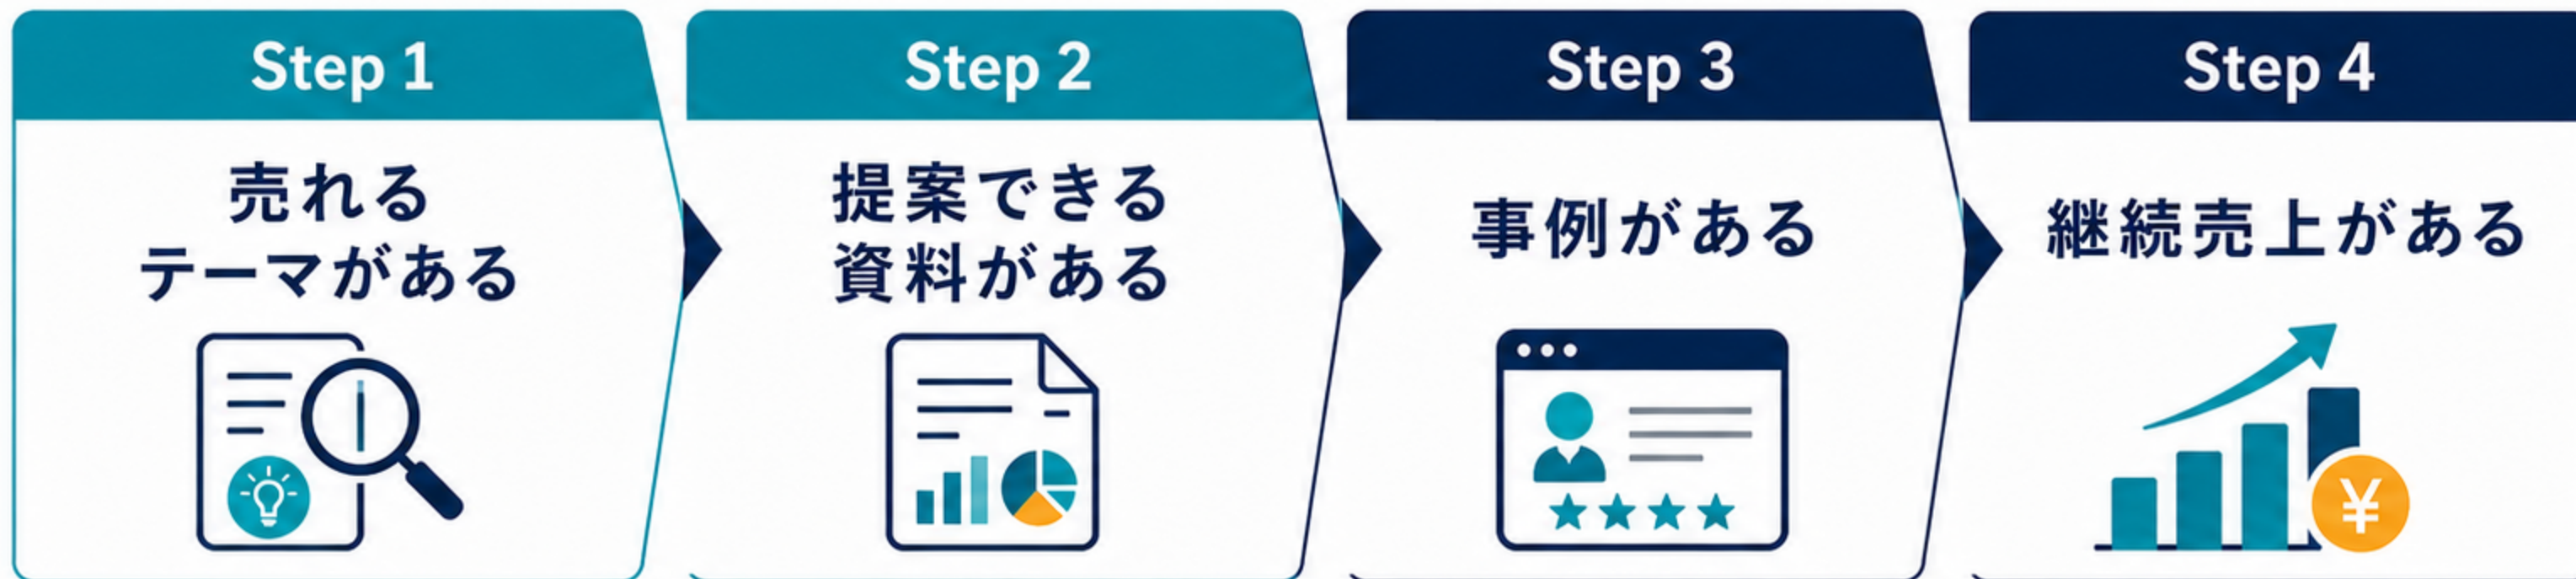 Step 1
売れる
テーマがある
Step 2
提案できる
資料がある
Step 3
事例がある
Step 4
継続売上がある
¥